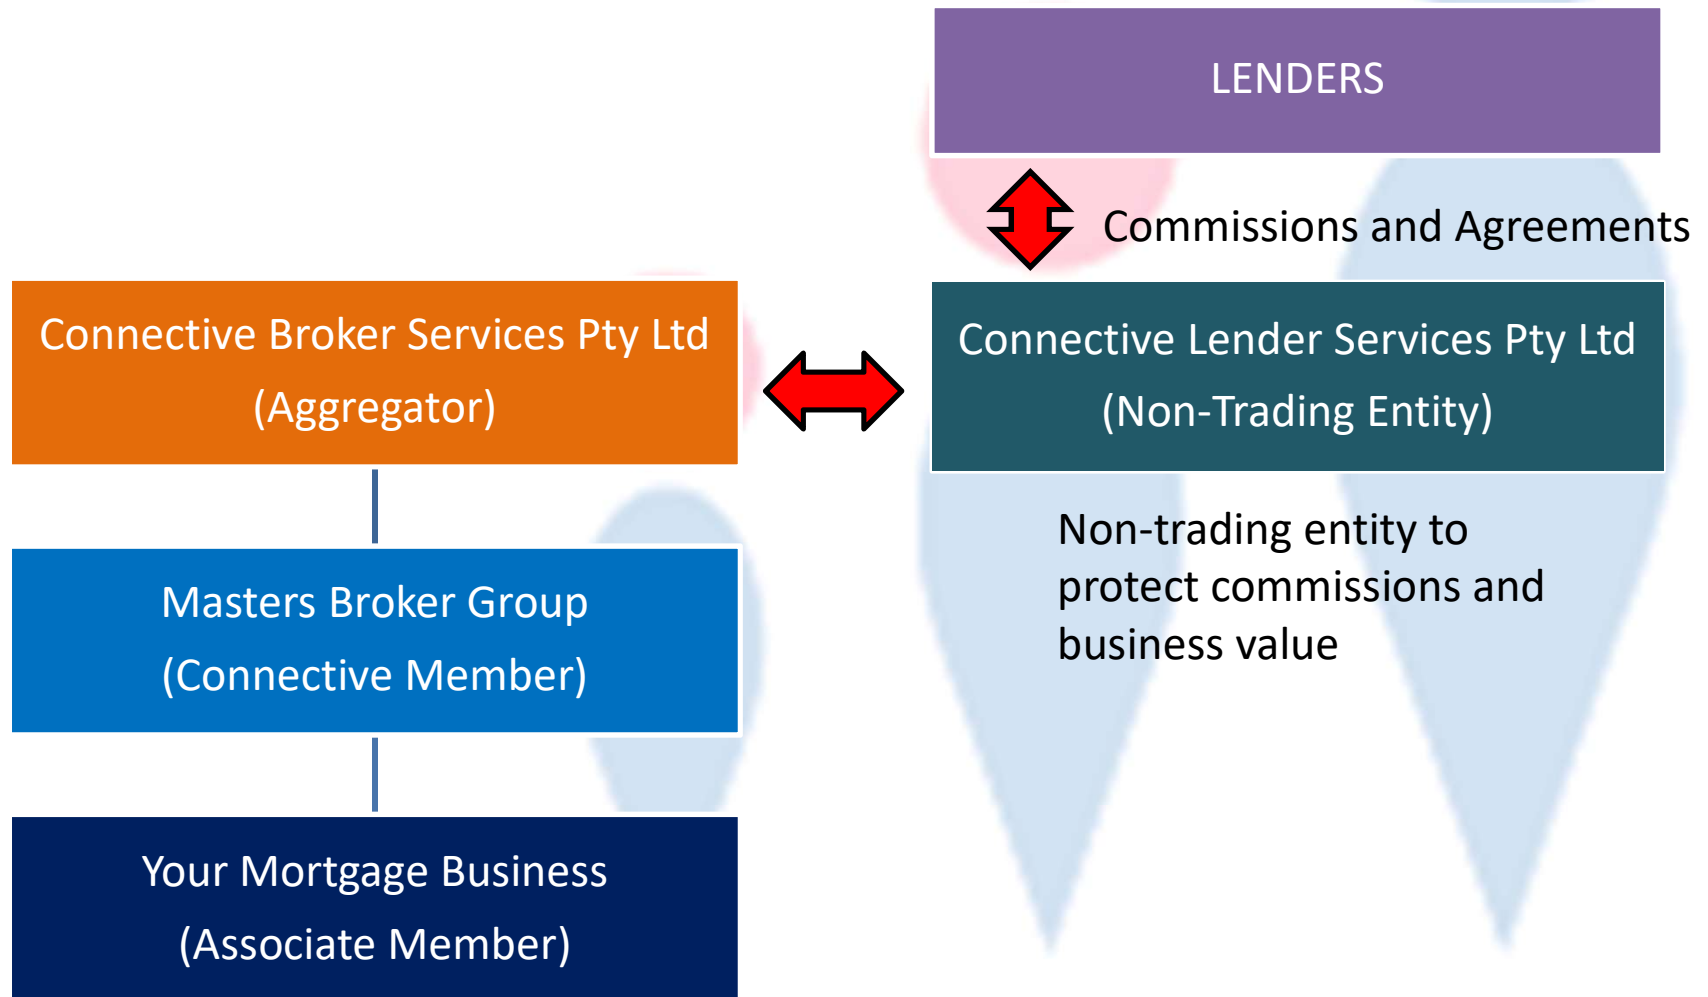 LENDERS
Commissions and Agreements
Connective Broker Services Pty Ltd
(Aggregator)
Connective Lender Services Pty Ltd
(Non-Trading Entity)
Non-trading entity to
protect commissions and
business value
Masters Broker Group
(Connective Member)
Your Mortgage Business
(Associate Member)